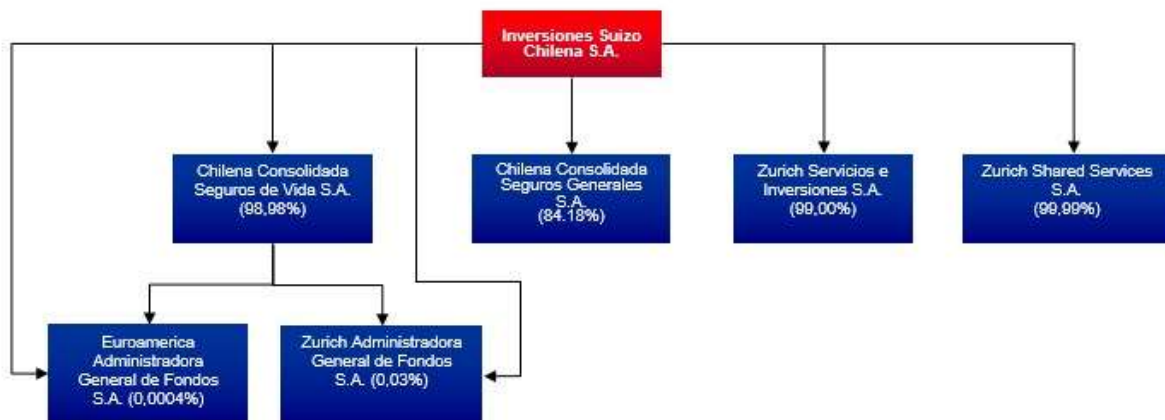 Inversiones Suizo
Chilena S.A.
Chilena Consolidada
Seguros de Vida S.A.
(98,98%)
Chilena Consolidada
Seguros Generales
S.A.
(84.18%)
Zurich Servicios e
Inversiones S.A.
(99,00%)
Zurich Shared Services
S.A.
(99,99%)
Euroamerica
Administradora
General de Fondos
S.A. (0,0004%)
Zurich Administradora
General de Fondos
S.A. (0,03%)